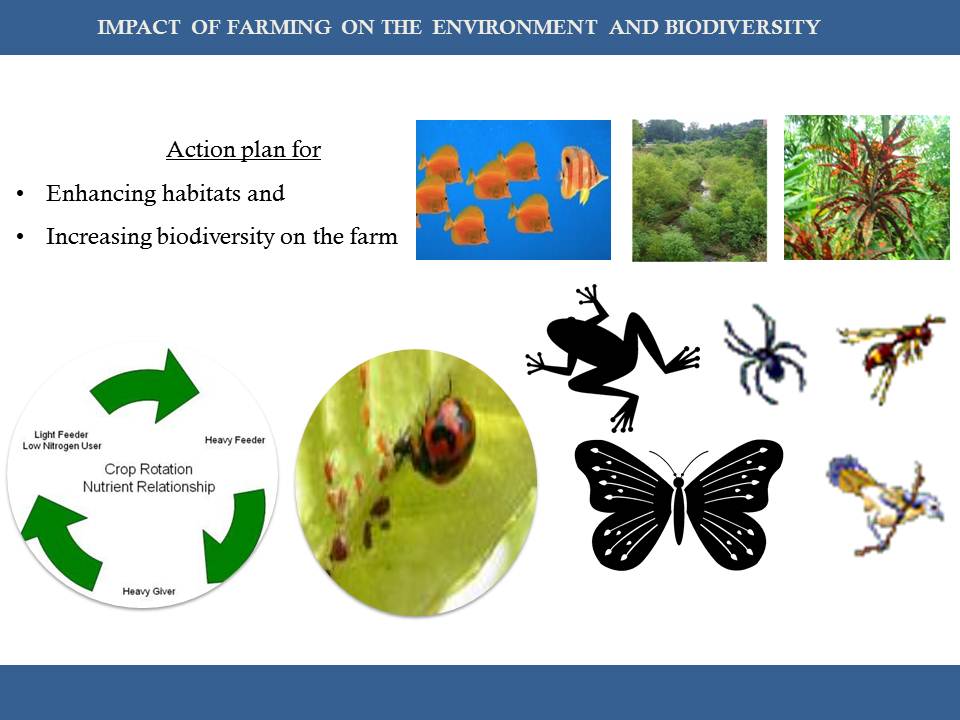 IMPACT OF FARMING ON THE ENVIRONMENT AND BIODIVERSITY
Action plan for
• Enhancing habitats and
• Increasing biodiversity on the farm
Light Feeder
Low Nitrogen User
Heavy Feeder
Crop Rotation
Nutrient Relationship
Heavy Giver